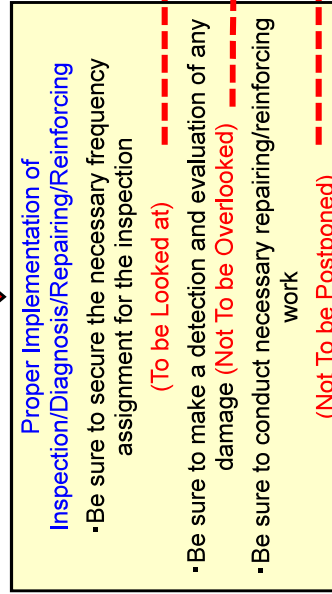 Proper Implementation of
Inspection/Diagnosis/Repairing/Reinforcing
・Be sure to secure the necessary frequency
assignment for the inspection
(To be Looked at)
・Be sure to make a detection and evaluation of any
damage (Not To be Overlooked)
・Be sure to conduct necessary repairing/reinforcing
work
(Not To be Postponed)